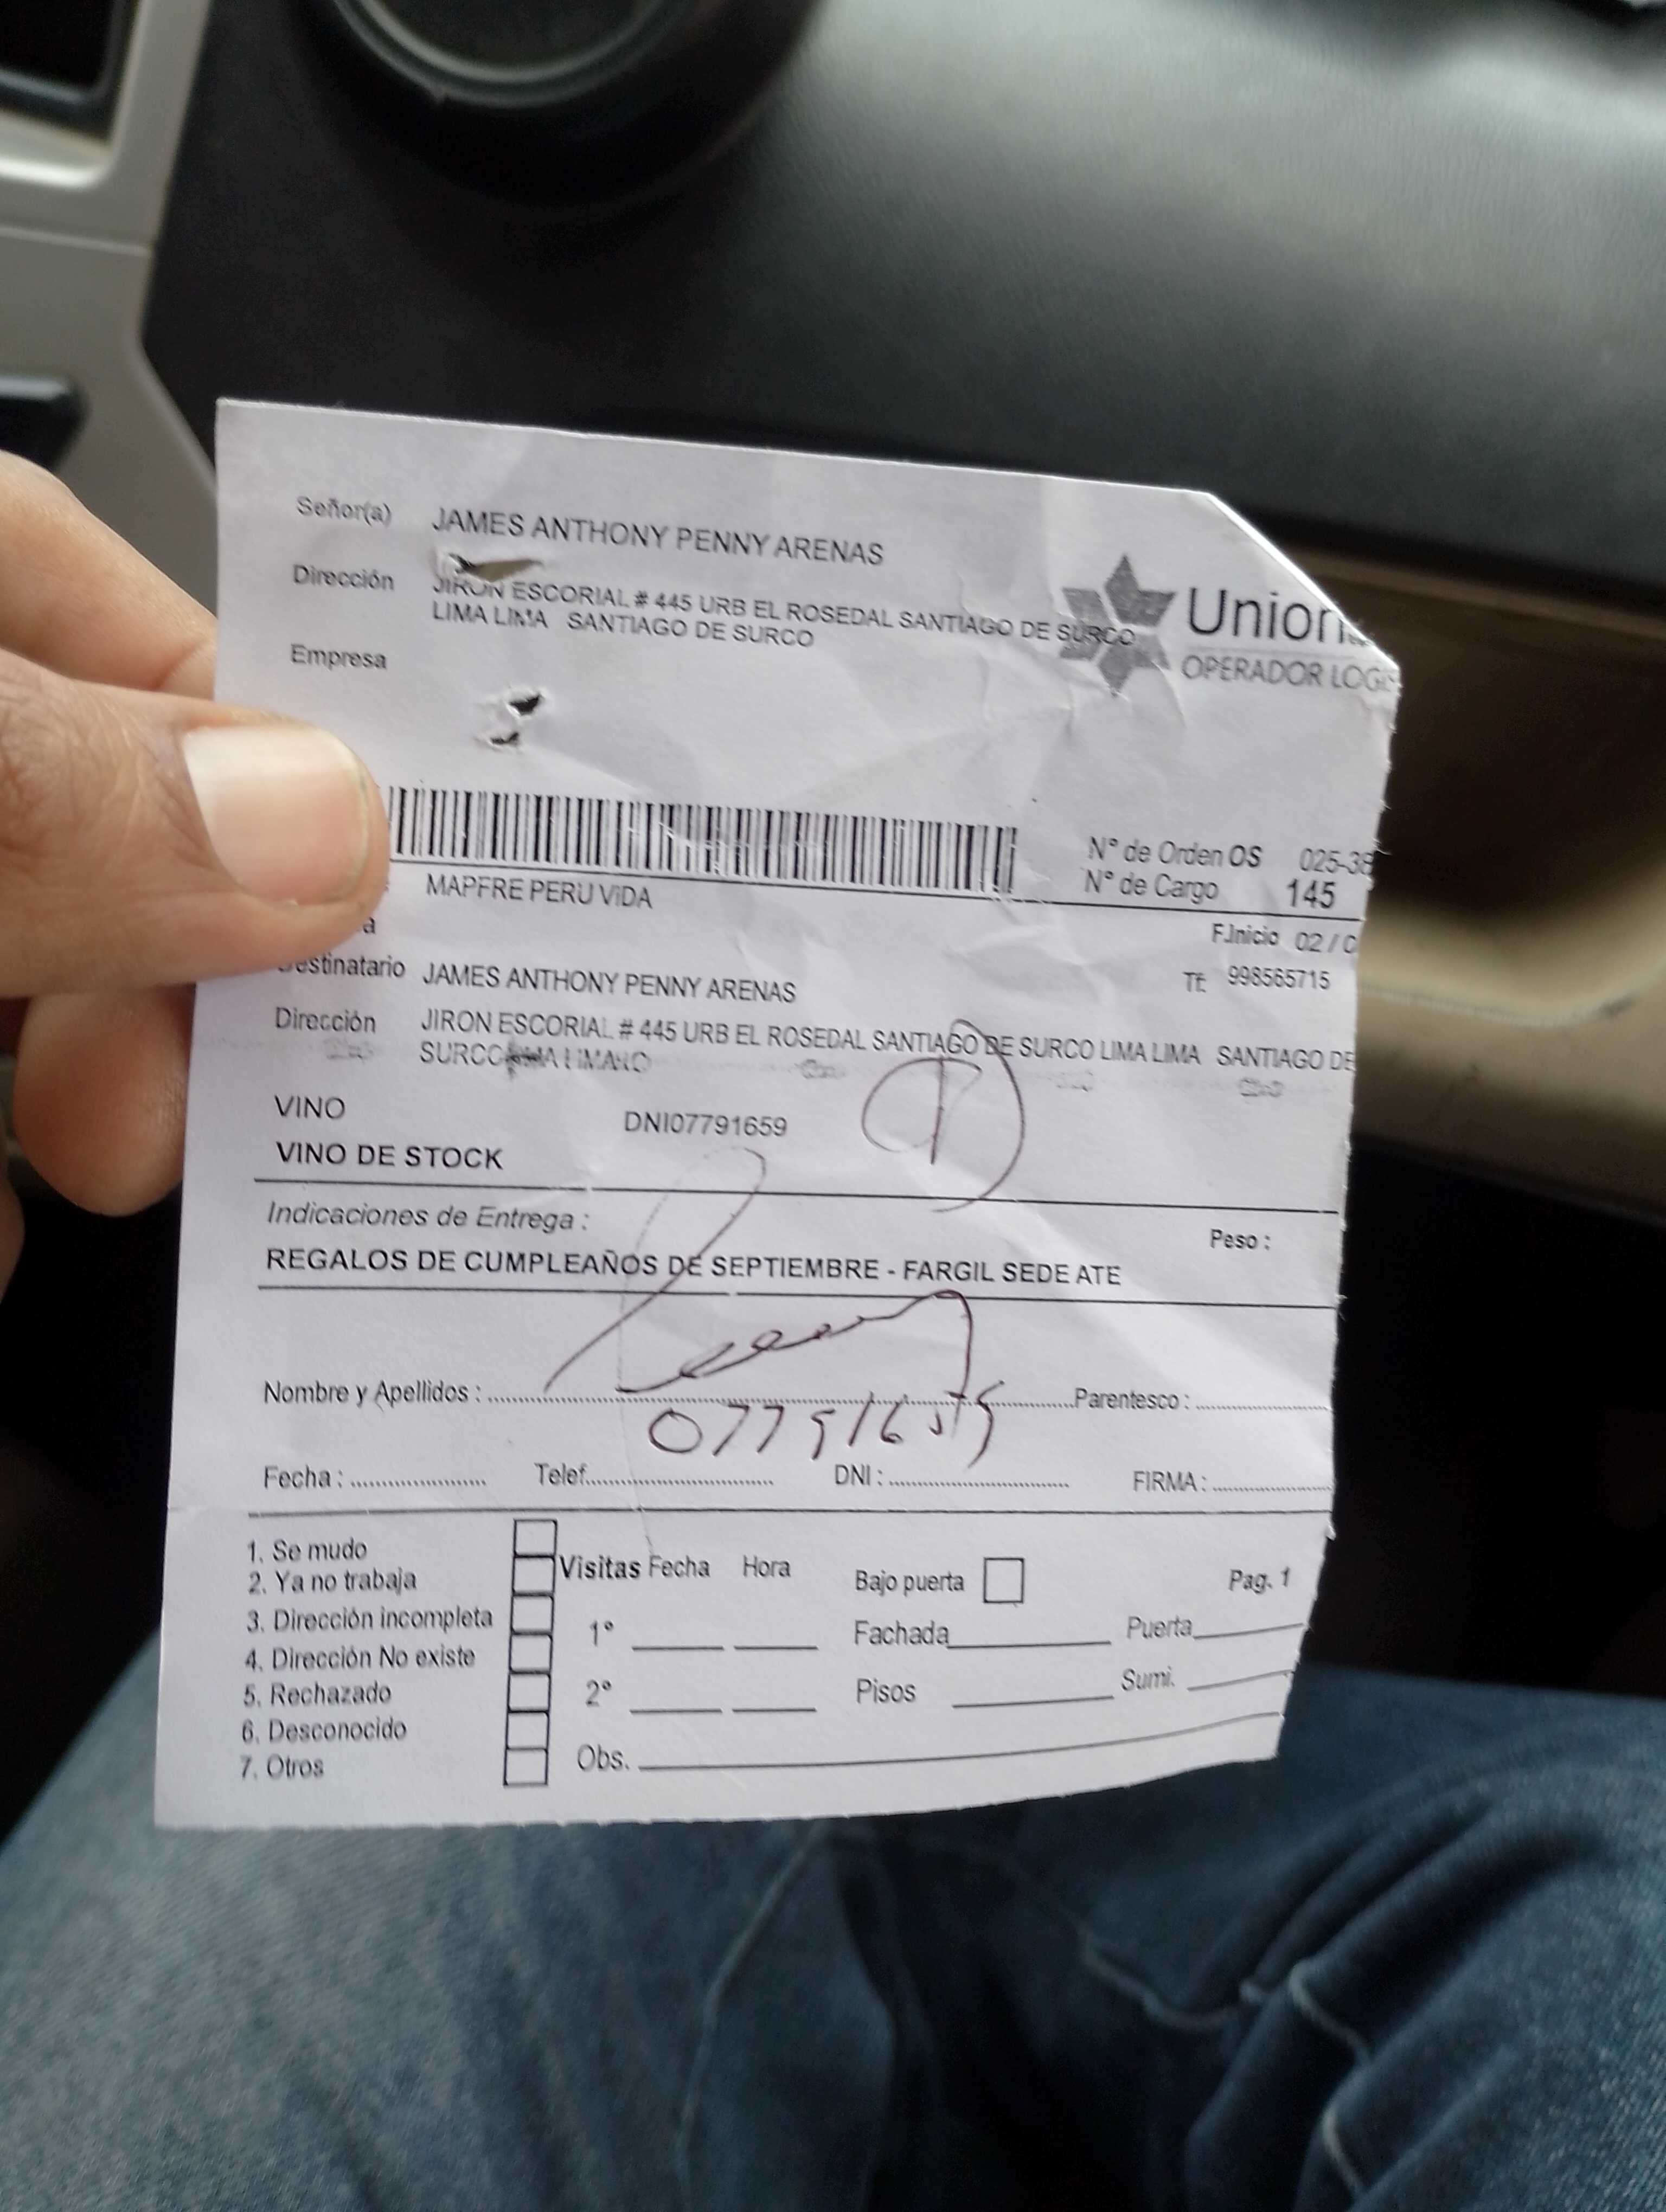 Señor(a) JAMES ANTHONY PENNY ARENAS
Dirección JIRON ESCORIAL # 445 URB EL ROSEDAL SANTIAGO DE SURCO
LIMA LIMA SANTIAGO DE SURCO
Union
OPERADOR LOGIS
Empresa
N° de Orden OS 025-38
N° de Cargo 145
MAPFRE PERU VIDA
F.Inicio 02 /
Destinatario JAMES ANTHONY PENNY ARENAS
Tf: 998565715
Dirección JIRON ESCORIAL # 445 URB EL ROSEDAL SANTIAGO DE SURCO LIMA LIMA SANTIAGO DE
SURCO
VINO DNI07791659
1
VINO DE STOCK
Indicaciones de Entrega :
Peso :
REGALOS DE CUMPLEAÑOS DE SEPTIEMBRE - FARGIL SEDE ATE
Nombre y Apellidos : Parentesco :
07791659
Fecha : Telef. DNI : FIRMA :
1. Se mudo
2. Ya no trabaja
3. Dirección incompleta
4. Dirección No existe
5. Rechazado
6. Desconocido
7. Otros
Visitas Fecha Hora
1°
2°
Obs.
Bajo puerta Pag. 1
Fachada Puerta
Pisos Sumi.